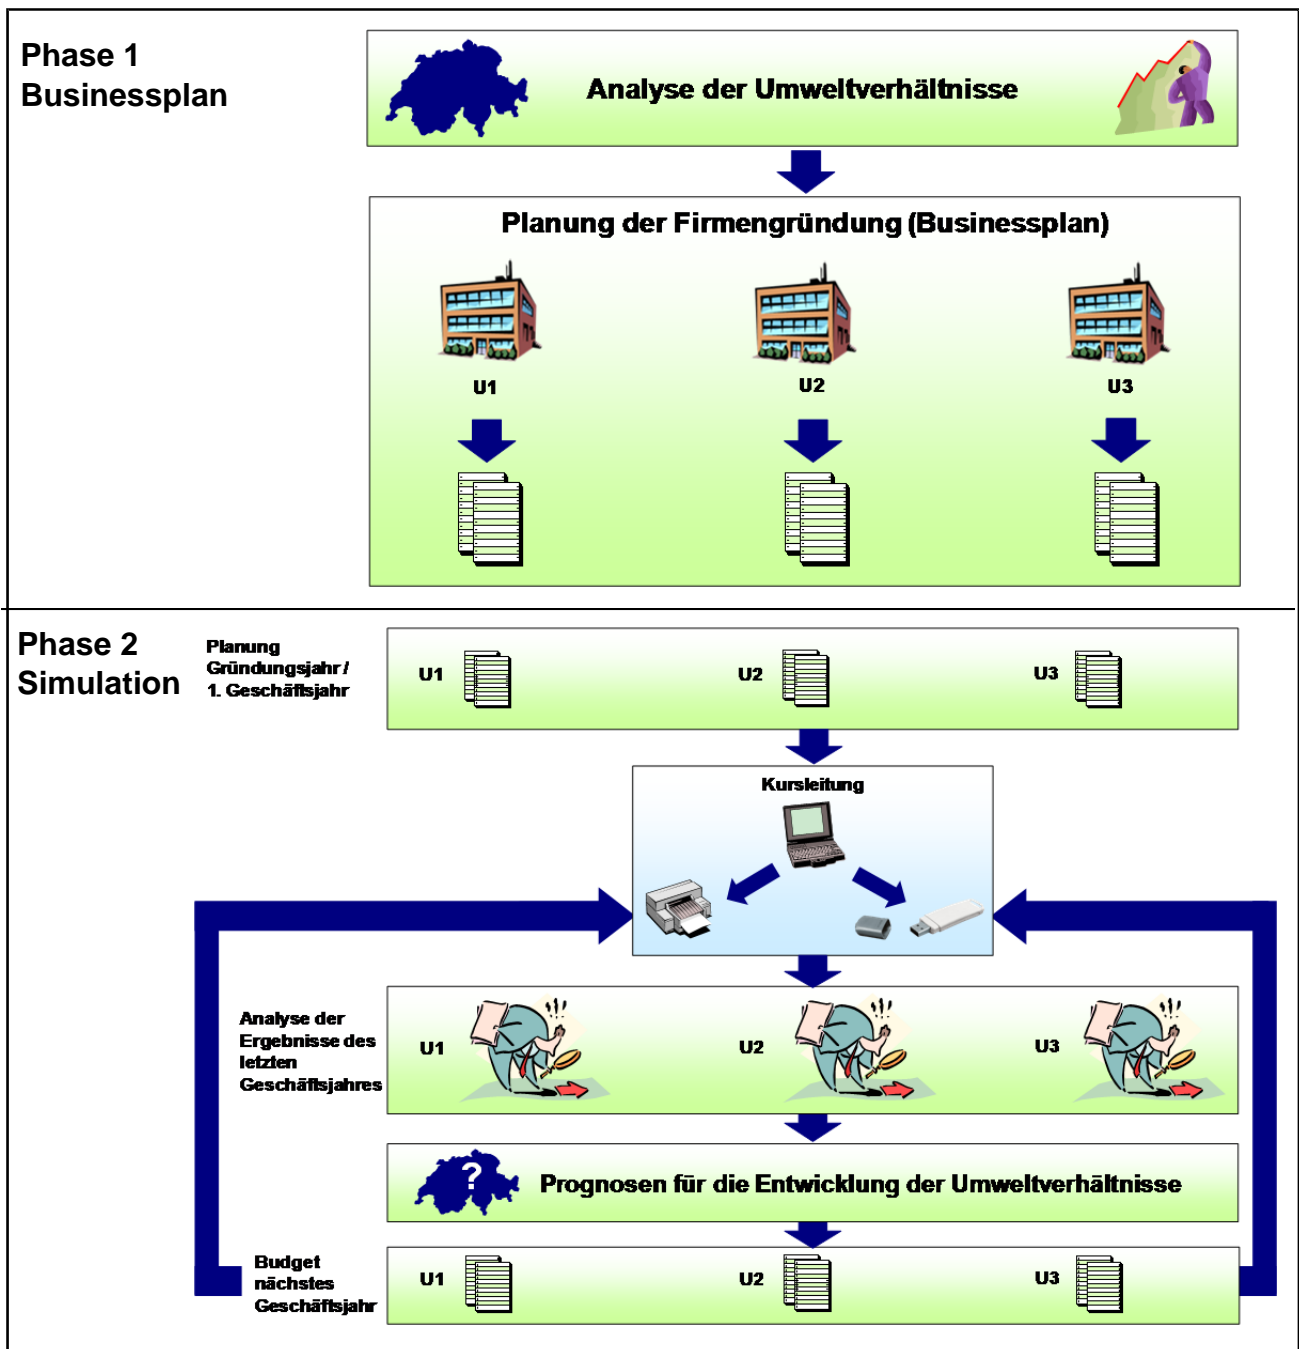 Phase 1
Businessplan
Analyse der Umweltverhältnisse
Planung der Firmengründung (Businessplan)
U1
U2
U3
Phase 2
Simulation
Planung
Gründungsjahr /
1. Geschäftsjahr
U1
U2
U3
Kursleitung
Analyse der
Ergebnisse des
letzten
Geschäftsjahres
U1
U2
U3
?
Prognosen für die Entwicklung der Umweltverhältnisse
Budget
nächstes
Geschäftsjahr
U1
U2
U3